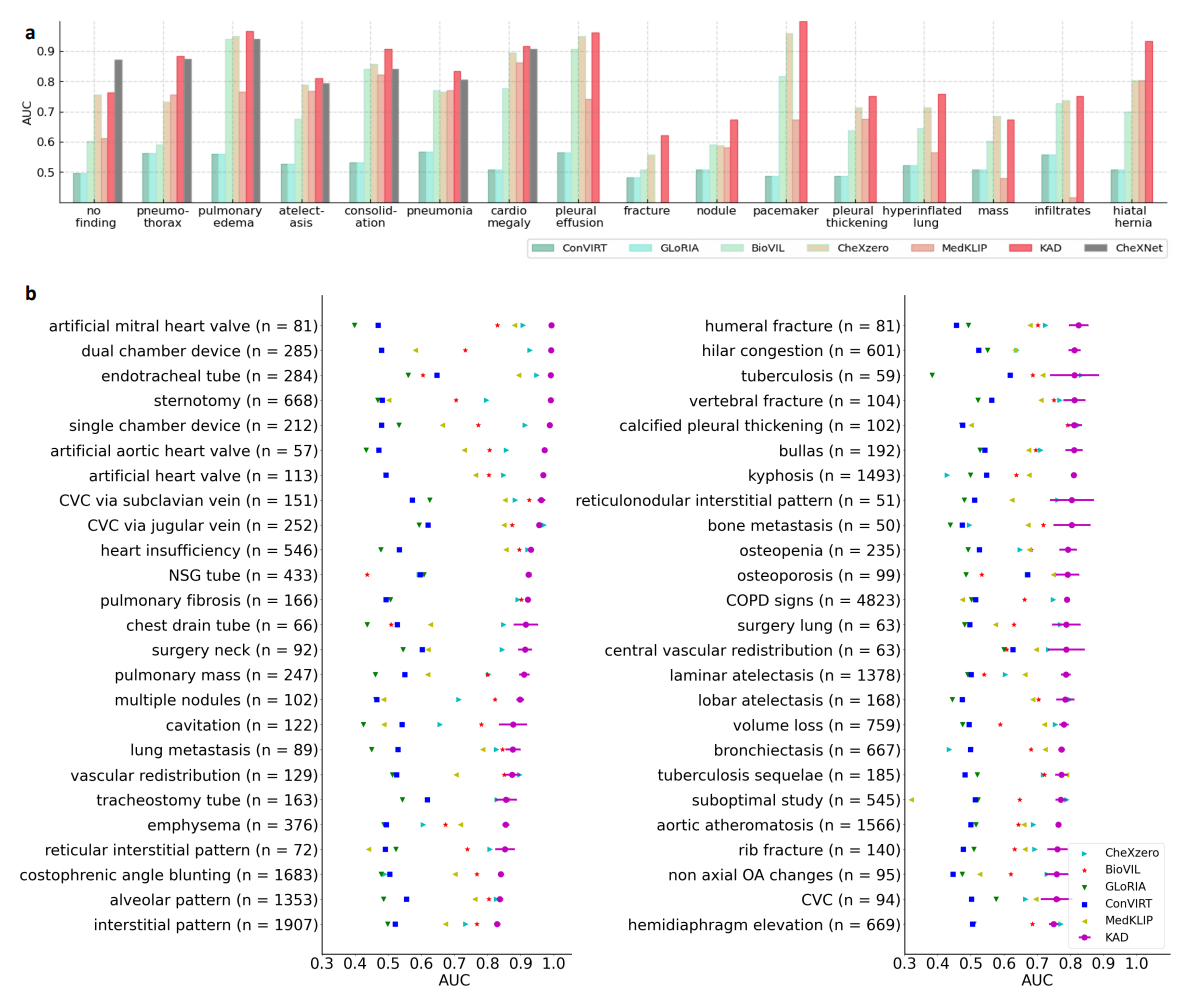 a
0.9
0.8
0.7
0.6
0.5
AUC
no
finding
pneumo-
thorax
pulmonary
edema
atelect-
asis
consolid-
ation
pneumonia
cardio
megaly
pleural
effusion
fracture
nodule
pacemaker
pleural
thickening
hyperinflated
lung
mass
infiltrates
hiatal
hernia
ConVIRT GLoRIA BioVIL CheXzero MedKLIP KAD CheXNet
b
artificial mitral heart valve (n = 81)
dual chamber device (n = 285)
endotracheal tube (n = 284)
sternotomy (n = 668)
single chamber device (n = 212)
artificial aortic heart valve (n = 57)
artificial heart valve (n = 113)
CVC via subclavian vein (n = 151)
CVC via jugular vein (n = 252)
heart insufficiency (n = 546)
NSG tube (n = 433)
pulmonary fibrosis (n = 166)
chest drain tube (n = 66)
surgery neck (n = 92)
pulmonary mass (n = 247)
multiple nodules (n = 102)
cavitation (n = 122)
lung metastasis (n = 89)
vascular redistribution (n = 129)
tracheostomy tube (n = 163)
emphysema (n = 376)
reticular interstitial pattern (n = 72)
costophrenic angle blunting (n = 1683)
alveolar pattern (n = 1353)
interstitial pattern (n = 1907)
0.3 0.4 0.5 0.6 0.7 0.8 0.9 1.0
AUC
humeral fracture (n = 81)
hilar congestion (n = 601)
tuberculosis (n = 59)
vertebral fracture (n = 104)
calcified pleural thickening (n = 102)
bullas (n = 192)
kyphosis (n = 1493)
reticulonodular interstitial pattern (n = 51)
bone metastasis (n = 50)
osteopenia (n = 235)
osteoporosis (n = 99)
COPD signs (n = 4823)
surgery lung (n = 63)
central vascular redistribution (n = 63)
laminar atelectasis (n = 1378)
lobar atelectasis (n = 168)
volume loss (n = 759)
bronchiectasis (n = 667)
tuberculosis sequelae (n = 185)
suboptimal study (n = 545)
aortic atheromatosis (n = 1566)
rib fracture (n = 140)
non axial OA changes (n = 95)
CVC (n = 94)
hemidiaphragm elevation (n = 669)
CheXzero
BioVIL
GLoRIA
ConVIRT
MedKLIP
KAD
0.3 0.4 0.5 0.6 0.7 0.8 0.9 1.0
AUC